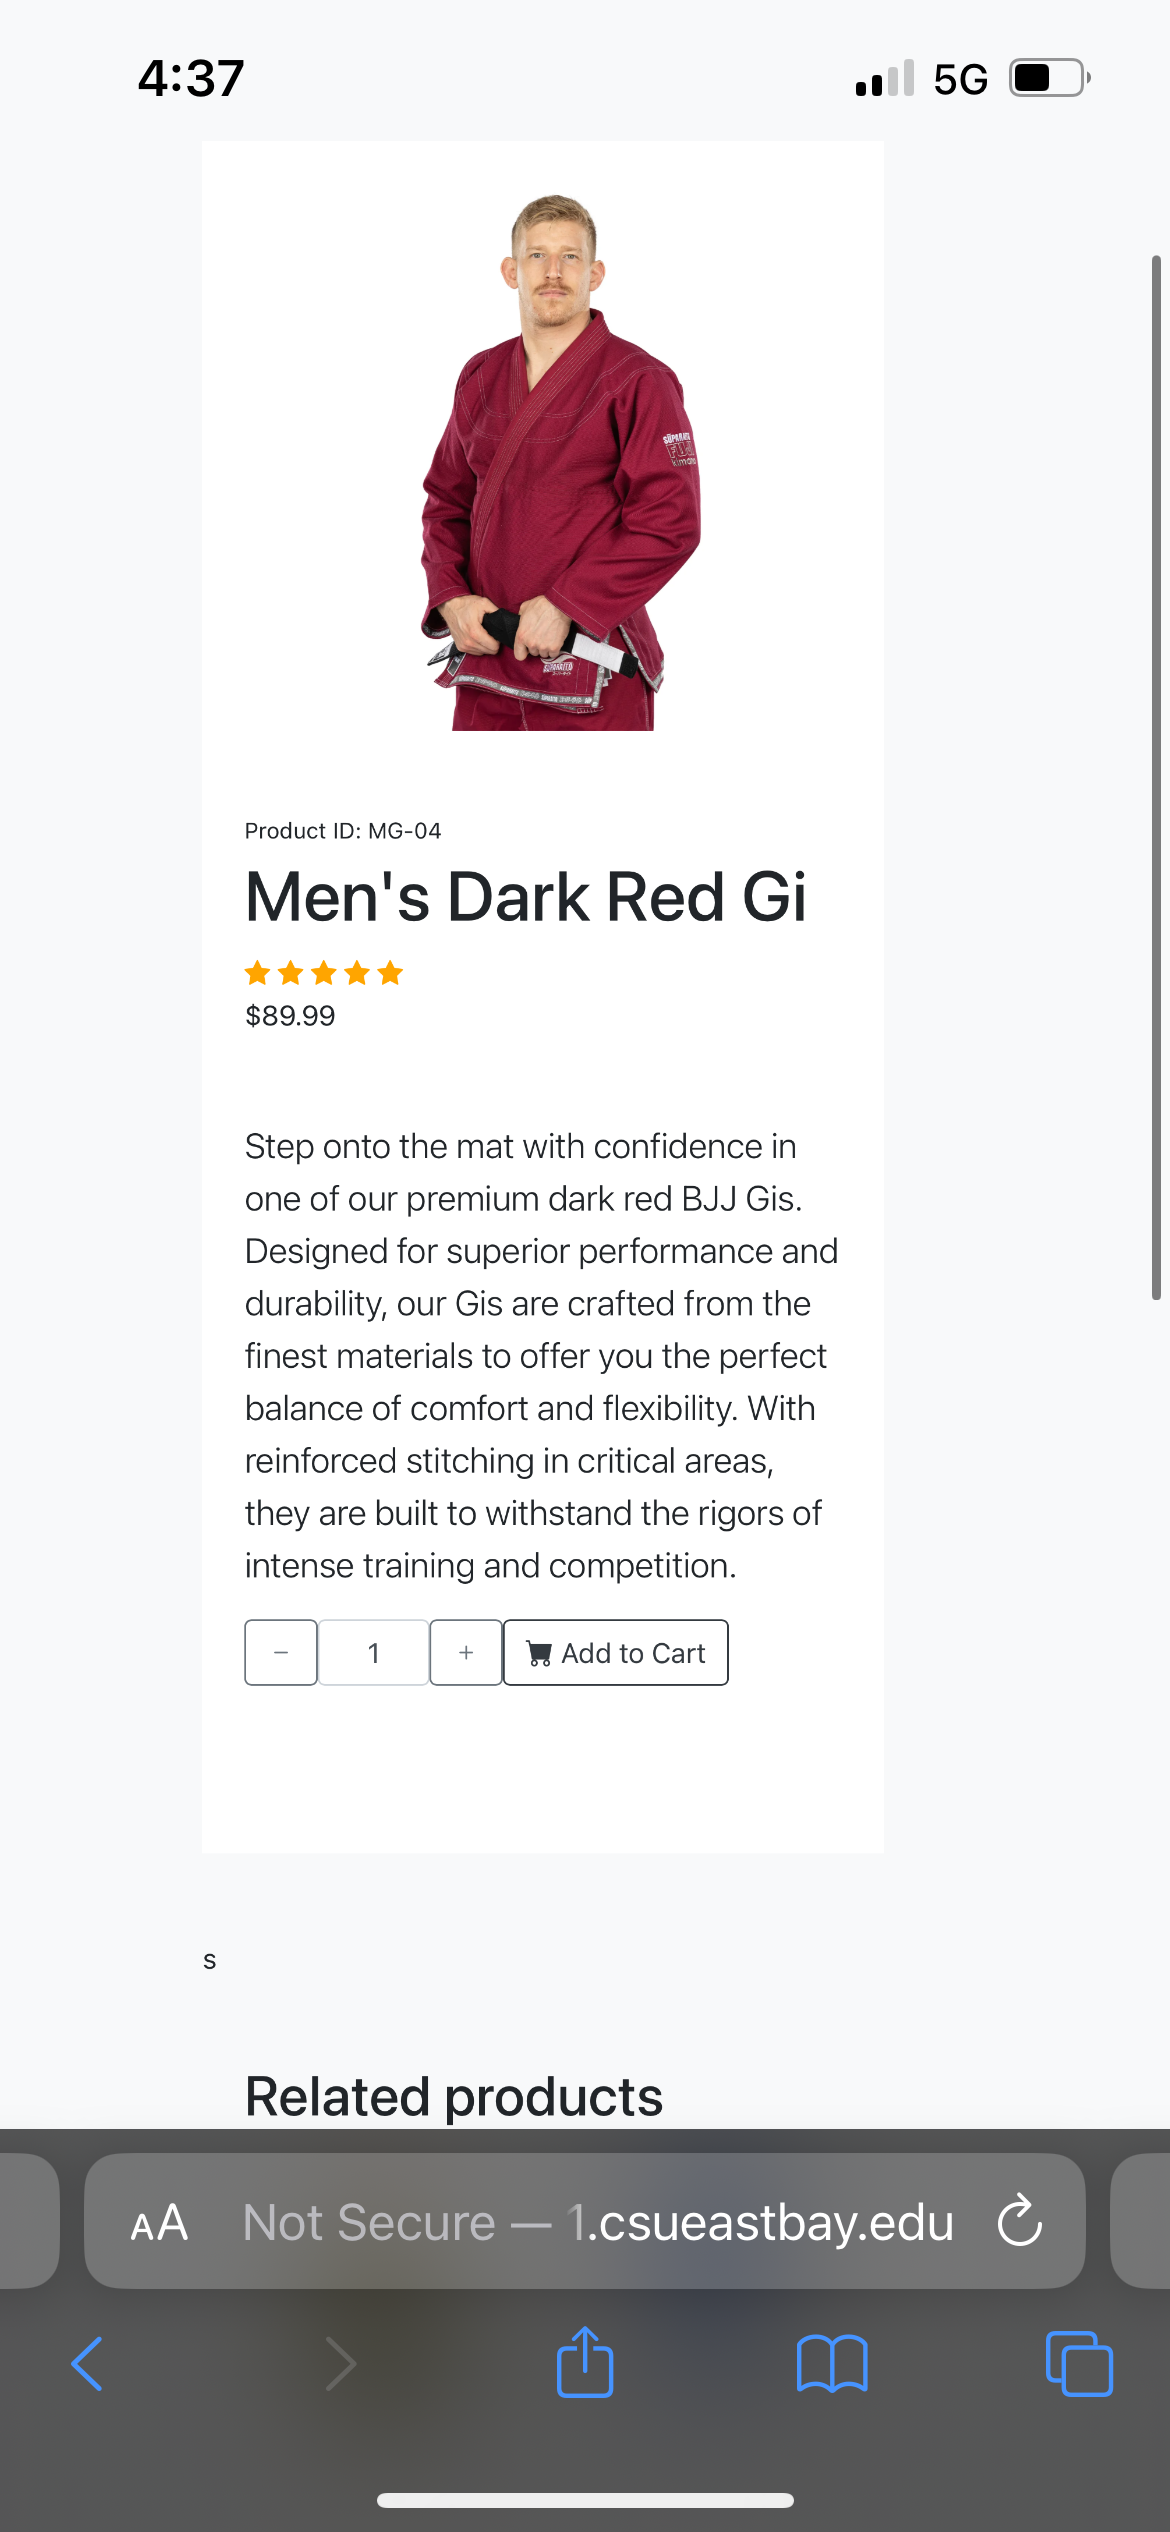 4:37
5G
SŪPARAITO
FUJI
Product ID: MG-04
Men's Dark Red Gi
$89.99
Step onto the mat with confidence in
one of our premium dark red BJJ Gis.
Designed for superior performance and
durability, our Gis are crafted from the
finest materials to offer you the perfect
balance of comfort and flexibility. With
reinforced stitching in critical areas,
they are built to withstand the rigors of
intense training and competition.
− 1 + Add to Cart
s
Related products
AA Not Secure — 1.csueastbay.edu